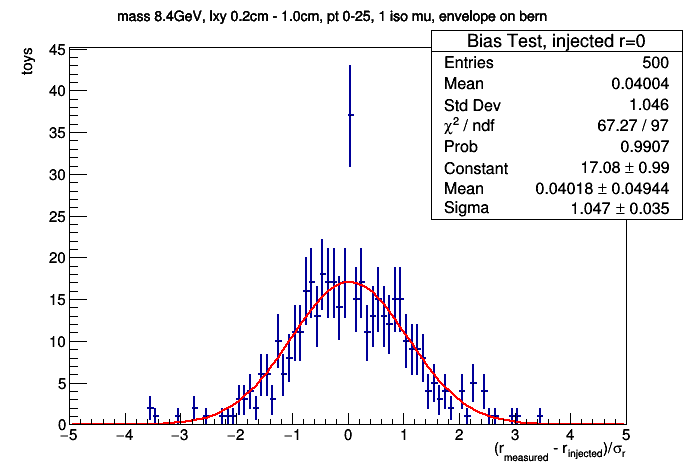 mass 8.4GeV, lxy 0.2cm - 1.0cm, pt 0-25, 1 iso mu, envelope on bern
Bias Test, injected r=0
Entries 500
Mean 0.04004
Std Dev 1.046
χ² / ndf 67.27 / 97
Prob 0.9907
Constant 17.08 ± 0.99
Mean 0.04018 ± 0.04944
Sigma 1.047 ± 0.035
toys
45
40
35
30
25
20
15
10
5
0
−5 −4 −3 −2 −1 0 1 2 3 4 5
(r_measured - r_injected)/σ_r